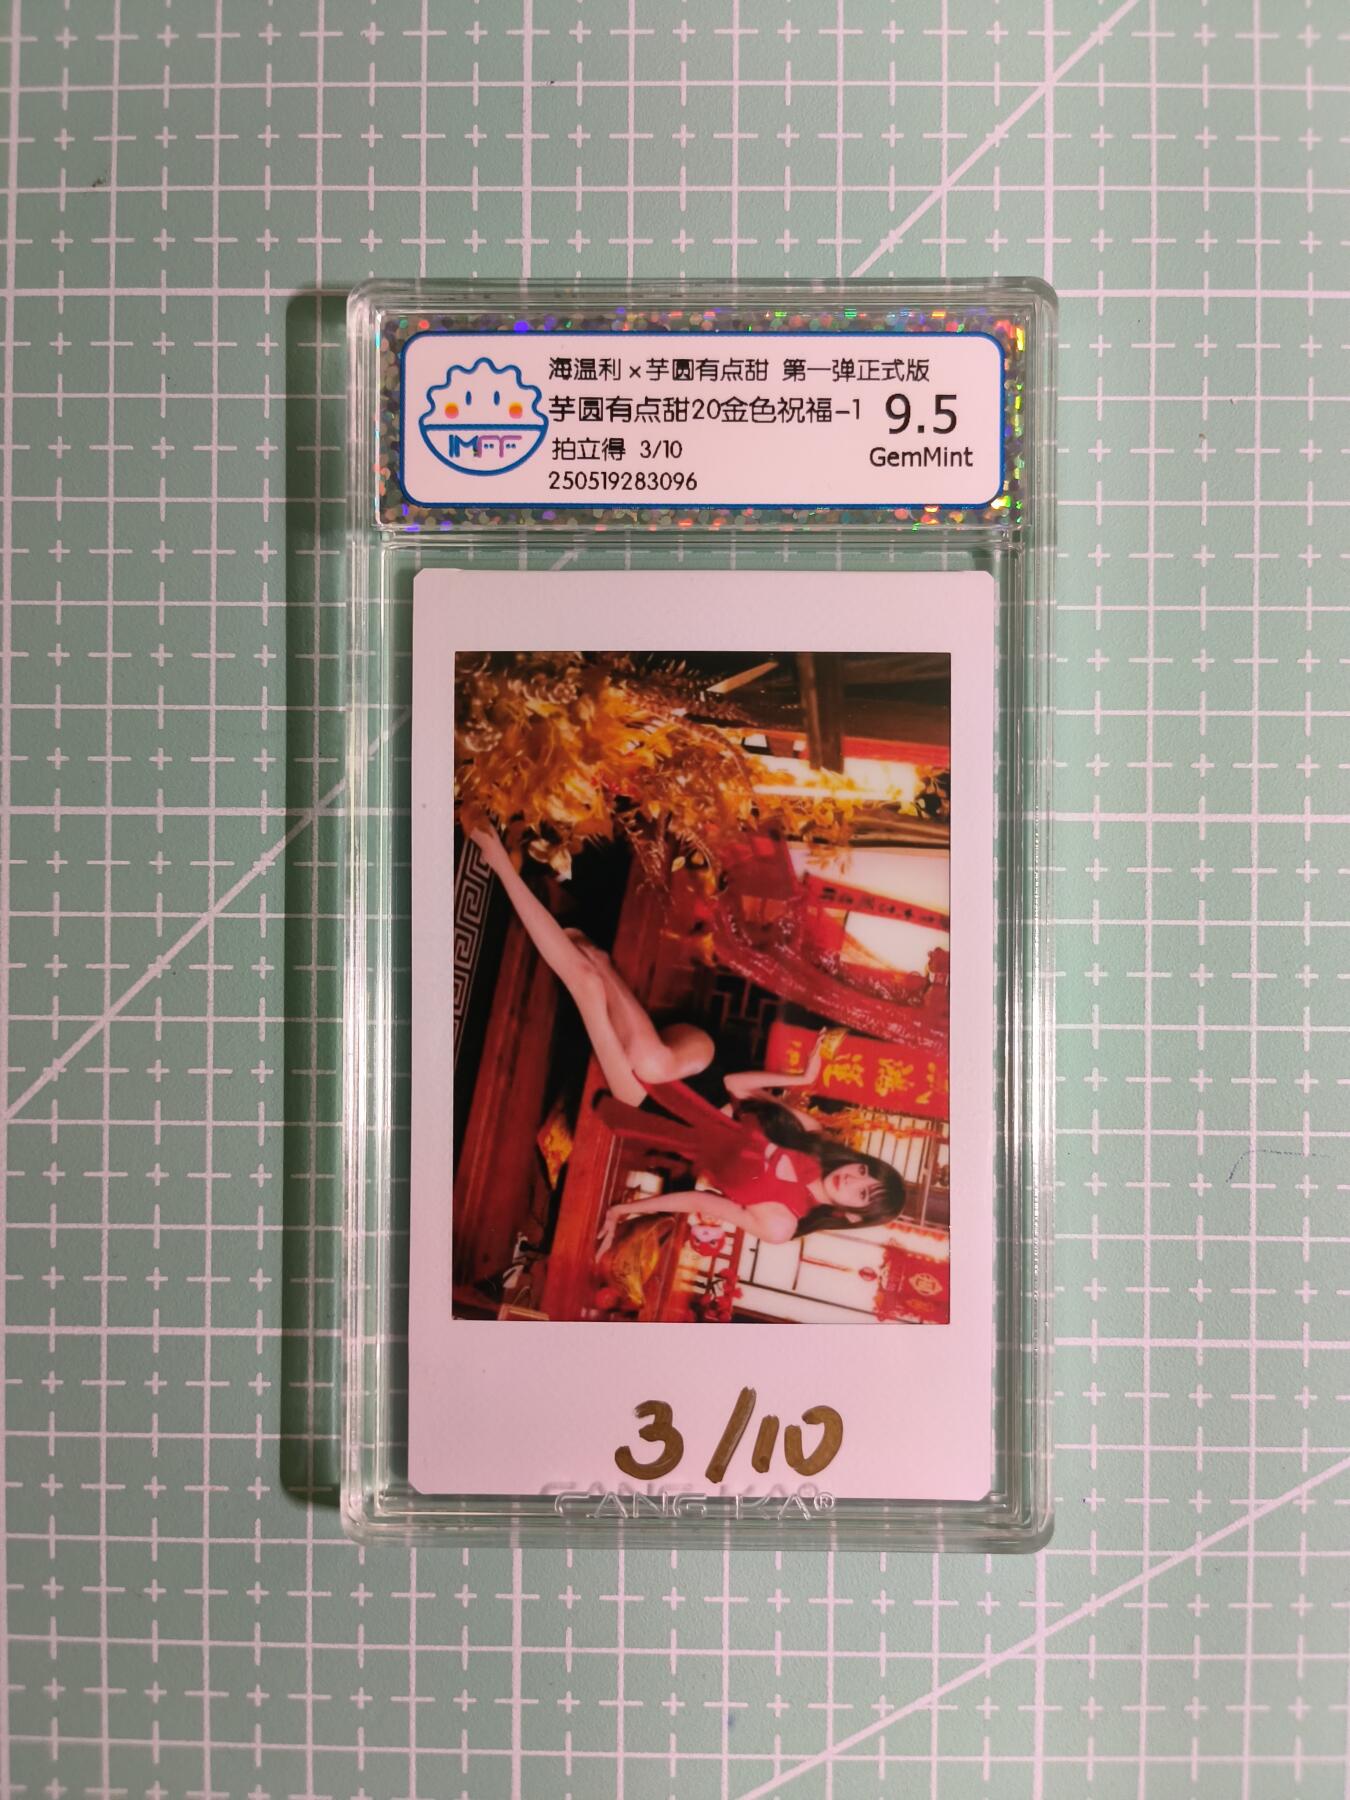 海温利×芋圆有点甜 第一弹正式版
芋圆有点甜20金色祝福-1
9.5
GemMint
拍立得 3/10
250519283096
3/10
CANG KA®